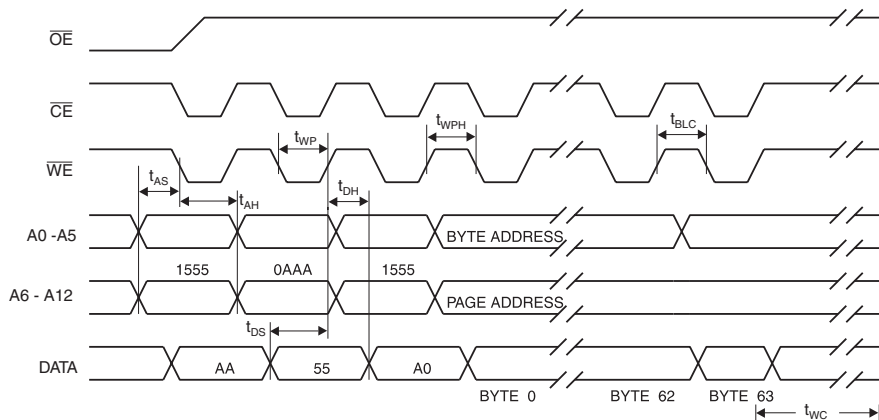 OE
CE
tWP
tWPH
tBLC
WE
tAS
tAH
tDH
A0 -A5
BYTE ADDRESS
1555 0AAA 1555
A6 - A12
PAGE ADDRESS
tDS
DATA
AA 55 A0
BYTE 0 BYTE 62 BYTE 63
tWC